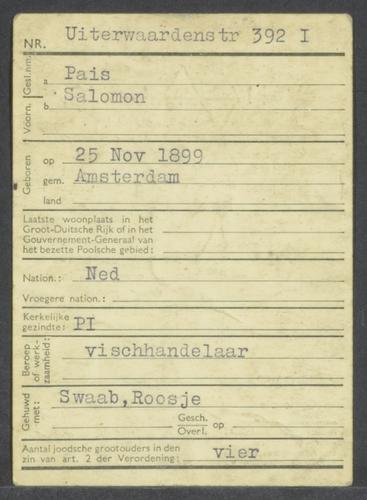 Uiterwaardenstr 392 I
NR.
Gesl.nm. a Pais
Voorn. b Salomon
Geboren op 25 Nov 1899
gem. Amsterdam
land
Laatste woonplaats in het
Groot-Duitsche Rijk of in het
Gouvernement-Generaal van
het bezette Poolsche gebied:
Nation.: Ned
Vroegere nation.:
Kerkelijke
gezindte: PI
Beroep of werkzaamheid: vischhandelaar
Gehuwd met: Swaab,Roosje
Gesch.
Overl. op
Aantal joodsche grootouders in den
zin van art. 2 der Verordening: vier